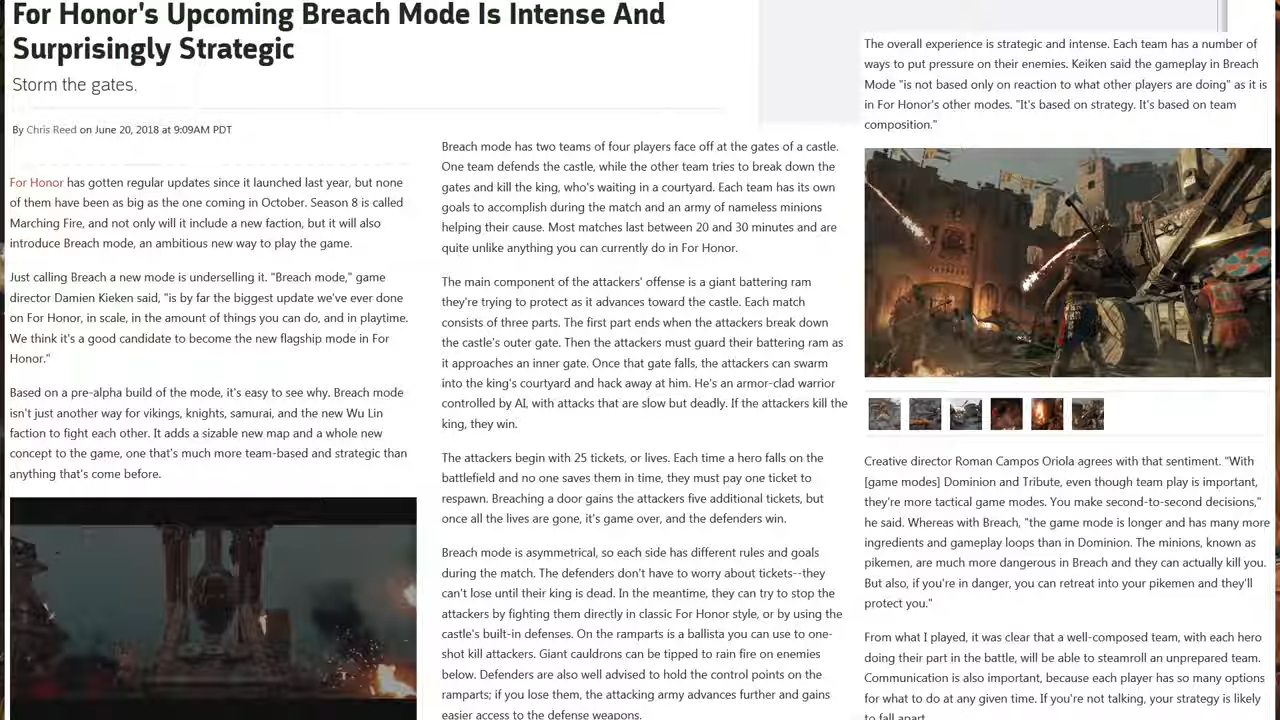 For Honor's Upcoming Breach Mode Is Intense And
Surprisingly Strategic
Storm the gates.
By Chris Reed on June 20, 2018 at 9:09AM PDT
For Honor has gotten regular updates since it launched last year, but none
of them have been as big as the one coming in October. Season 8 is called
Marching Fire, and not only will it include a new faction, but it will also
introduce Breach mode, an ambitious new way to play the game.
Just calling Breach a new mode is underselling it. "Breach mode," game
director Damien Kieken said, "is by far the biggest update we've ever done
on For Honor, in scale, in the amount of things you can do, and in playtime.
We think it's a good candidate to become the new flagship mode in For
Honor."
Based on a pre-alpha build of the mode, it's easy to see why. Breach mode
isn't just another way for vikings, knights, samurai, and the new Wu Lin
faction to fight each other. It adds a sizable new map and a whole new
concept to the game, one that's much more team-based and strategic than
anything that's come before.
Breach mode has two teams of four players face off at the gates of a castle.
One team defends the castle, while the other team tries to break down the
gates and kill the king, who's waiting in a courtyard. Each team has its own
goals to accomplish during the match and an army of nameless minions
helping their cause. Most matches last between 20 and 30 minutes and are
quite unlike anything you can currently do in For Honor.
The main component of the attackers' offense is a giant battering ram
they're trying to protect as it advances toward the castle. Each match
consists of three parts. The first part ends when the attackers break down
the castle's outer gate. Then the attackers must guard their battering ram as
it approaches an inner gate. Once that gate falls, the attackers can swarm
into the king's courtyard and hack away at him. He's an armor-clad warrior
controlled by AI, with attacks that are slow but deadly. If the attackers kill the
king, they win.
The attackers begin with 25 tickets, or lives. Each time a hero falls on the
battlefield and no one saves them in time, they must pay one ticket to
respawn. Breaching a door gains the attackers five additional tickets, but
once all the lives are gone, it's game over, and the defenders win.
Breach mode is asymmetrical, so each side has different rules and goals
during the match. The defenders don't have to worry about tickets--they
can't lose until their king is dead. In the meantime, they can try to stop the
attackers by fighting them directly in classic For Honor style, or by using the
castle's built-in defenses. On the ramparts is a ballista you can use to one-
shot kill attackers. Giant cauldrons can be tipped to rain fire on enemies
below. Defenders are also well advised to hold the control points on the
ramparts; if you lose them, the attacking army advances further and gains
easier access to the defense weapons.
The overall experience is strategic and intense. Each team has a number of
ways to put pressure on their enemies. Keiken said the gameplay in Breach
Mode "is not based only on reaction to what other players are doing" as it is
in For Honor's other modes. "It's based on strategy. It's based on team
composition."
Creative director Roman Campos Oriola agrees with that sentiment. "With
[game modes] Dominion and Tribute, even though team play is important,
they're more tactical game modes. You make second-to-second decisions,"
he said. Whereas with Breach, "the game mode is longer and has many more
ingredients and gameplay loops than in Dominion. The minions, known as
pikemen, are much more dangerous in Breach and they can actually kill you.
But also, if you're in danger, you can retreat into your pikemen and they'll
protect you."
From what I played, it was clear that a well-composed team, with each hero
doing their part in the battle, will be able to steamroll an unprepared team.
Communication is also important, because each player has so many options
for what to do at any given time. If you're not talking, your strategy is likely
to fall apart.